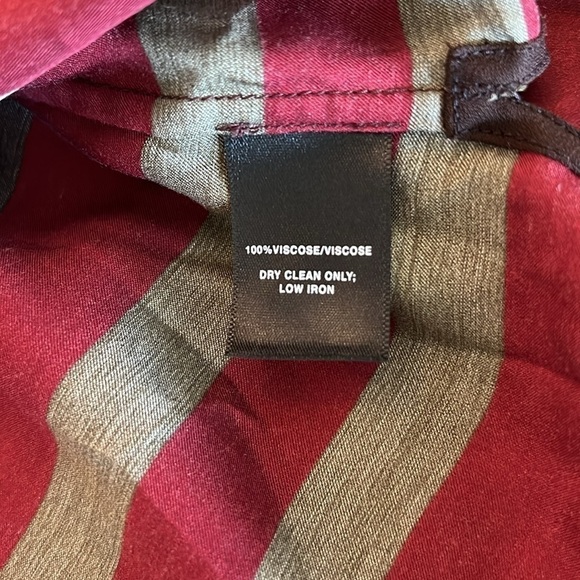 100%VISCOSE/VISCOSE
DRY CLEAN ONLY;
LOW IRON